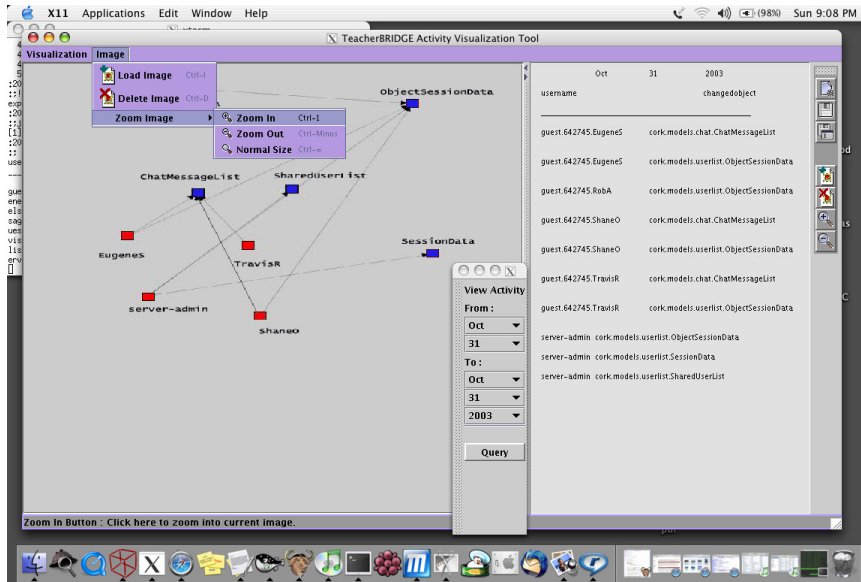 X11 Applications Edit Window Help (98%) Sun 9:08 PM
xterm
TeacherBRIDGE Activity Visualization Tool
Visualization Image
Load Image Ctrl-I
Delete Image Ctrl-D
Zoom Image Zoom In Ctrl-1
Zoom Out Ctrl-Minus
Normal Size Ctrl-=
ObjectSessionData
ChatMessageList SharedUserList
EugeneS
TravisR
SessionData
server-admin
ShaneO
View Activity
From :
Oct
31
To :
Oct
31
2003
Query
Oct 31 2003
username changedobject
guest.642745.EugeneS cork.models.chat.ChatMessageList
guest.642745.EugeneS cork.models.userlist.ObjectSessionData
guest.642745.RobA cork.models.chat.ChatMessageList
guest.642745.ShaneO cork.models.chat.ChatMessageList
guest.642745.ShaneO cork.models.userlist.ObjectSessionData
guest.642745.TravisR cork.models.chat.ChatMessageList
guest.642745.TravisR cork.models.userlist.ObjectSessionData
server-admin cork.models.userlist.ObjectSessionData
server-admin cork.models.userlist.SessionData
server-admin cork.models.userlist.SharedUserList
Zoom In Button : Click here to zoom into current image.